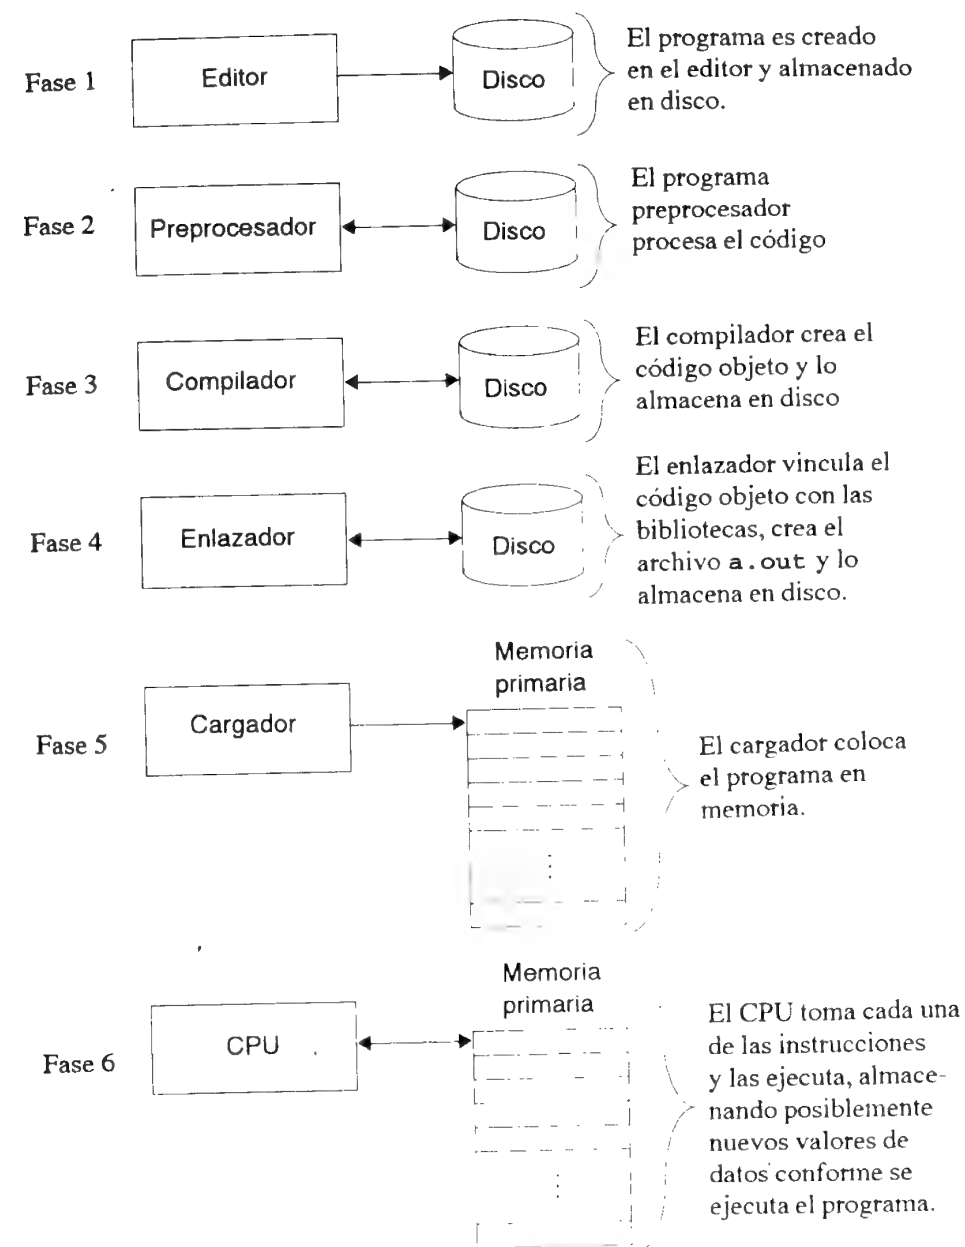 Fase 1
Editor
Disco
El programa es creado
en el editor y almacenado
en disco.
Fase 2
Preprocesador
Disco
El programa
preprocesador
procesa el código
Fase 3
Compilador
Disco
El compilador crea el
código objeto y lo
almacena en disco
Fase 4
Enlazador
Disco
El enlazador vincula el
código objeto con las
bibliotecas, crea el
archivo a.out y lo
almacena en disco.
Fase 5
Cargador
Memoria
primaria
El cargador coloca
el programa en
memoria.
Fase 6
CPU
Memoria
primaria
El CPU toma cada una
de las instrucciones
y las ejecuta, almace-
nando posiblemente
nuevos valores de
datos conforme se
ejecuta el programa.